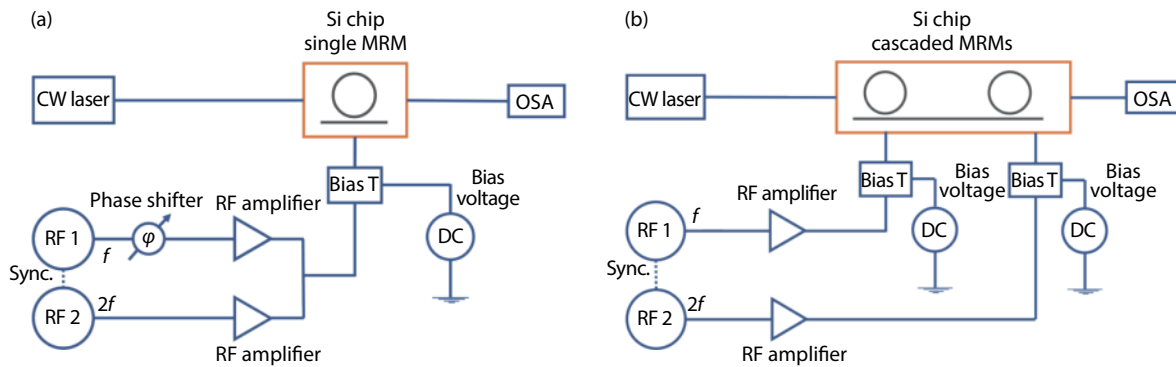 (a)
Si chip
single MRM
CW laser
OSA
Bias T
Bias
voltage
Phase shifter
RF amplifier
RF 1
f
φ
DC
Sync.
RF 2
2f
RF amplifier
(b)
Si chip
cascaded MRMs
CW laser
OSA
Bias T
Bias
voltage
Bias T
Bias
voltage
RF amplifier
RF 1
f
DC
DC
Sync.
RF 2
2f
RF amplifier